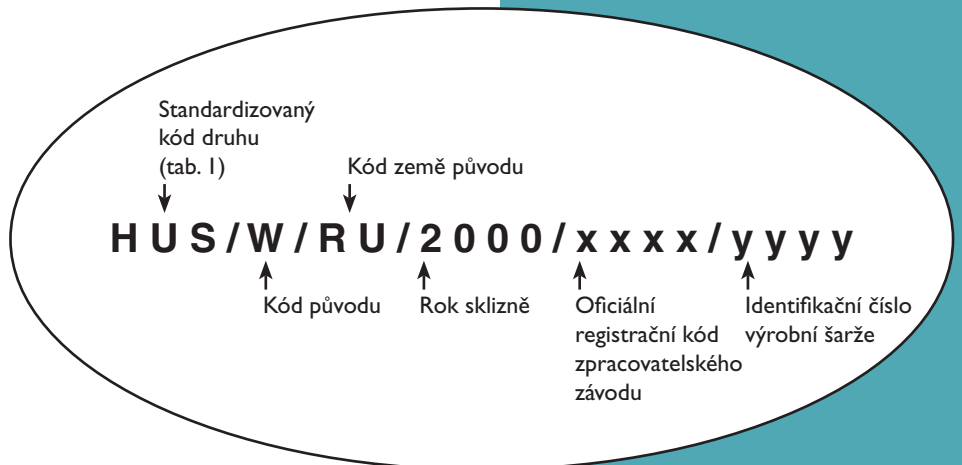 Standardizovaný
kód druhu
(tab. 1)
Kód země původu
HUS/W/RU/2000/xxxx/yyyy
Kód původu
Rok sklizně
Oficiální
registrační kód
zpracovatelského
závodu
Identifikační číslo
výrobní šarže